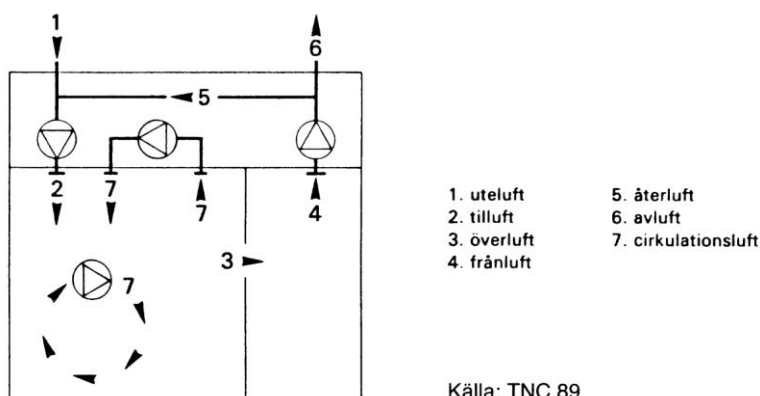 1
6
5
2 7 7 4
3
7
1. uteluft 5. återluft
2. tilluft 6. avluft
3. överluft 7. cirkulationsluft
4. frånluft
Källa: TNC 89